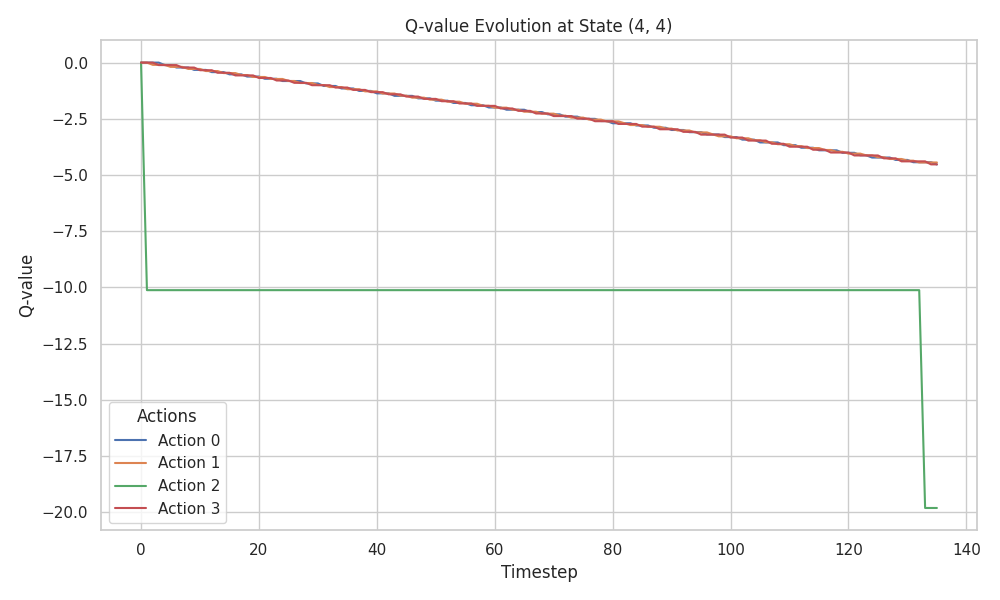 Q-value Evolution at State (4, 4)
0.0
−2.5
−5.0
−7.5
−10.0
−12.5
−15.0
−17.5
−20.0
Q-value
Actions
Action 0
Action 1
Action 2
Action 3
0 20 40 60 80 100 120 140
Timestep